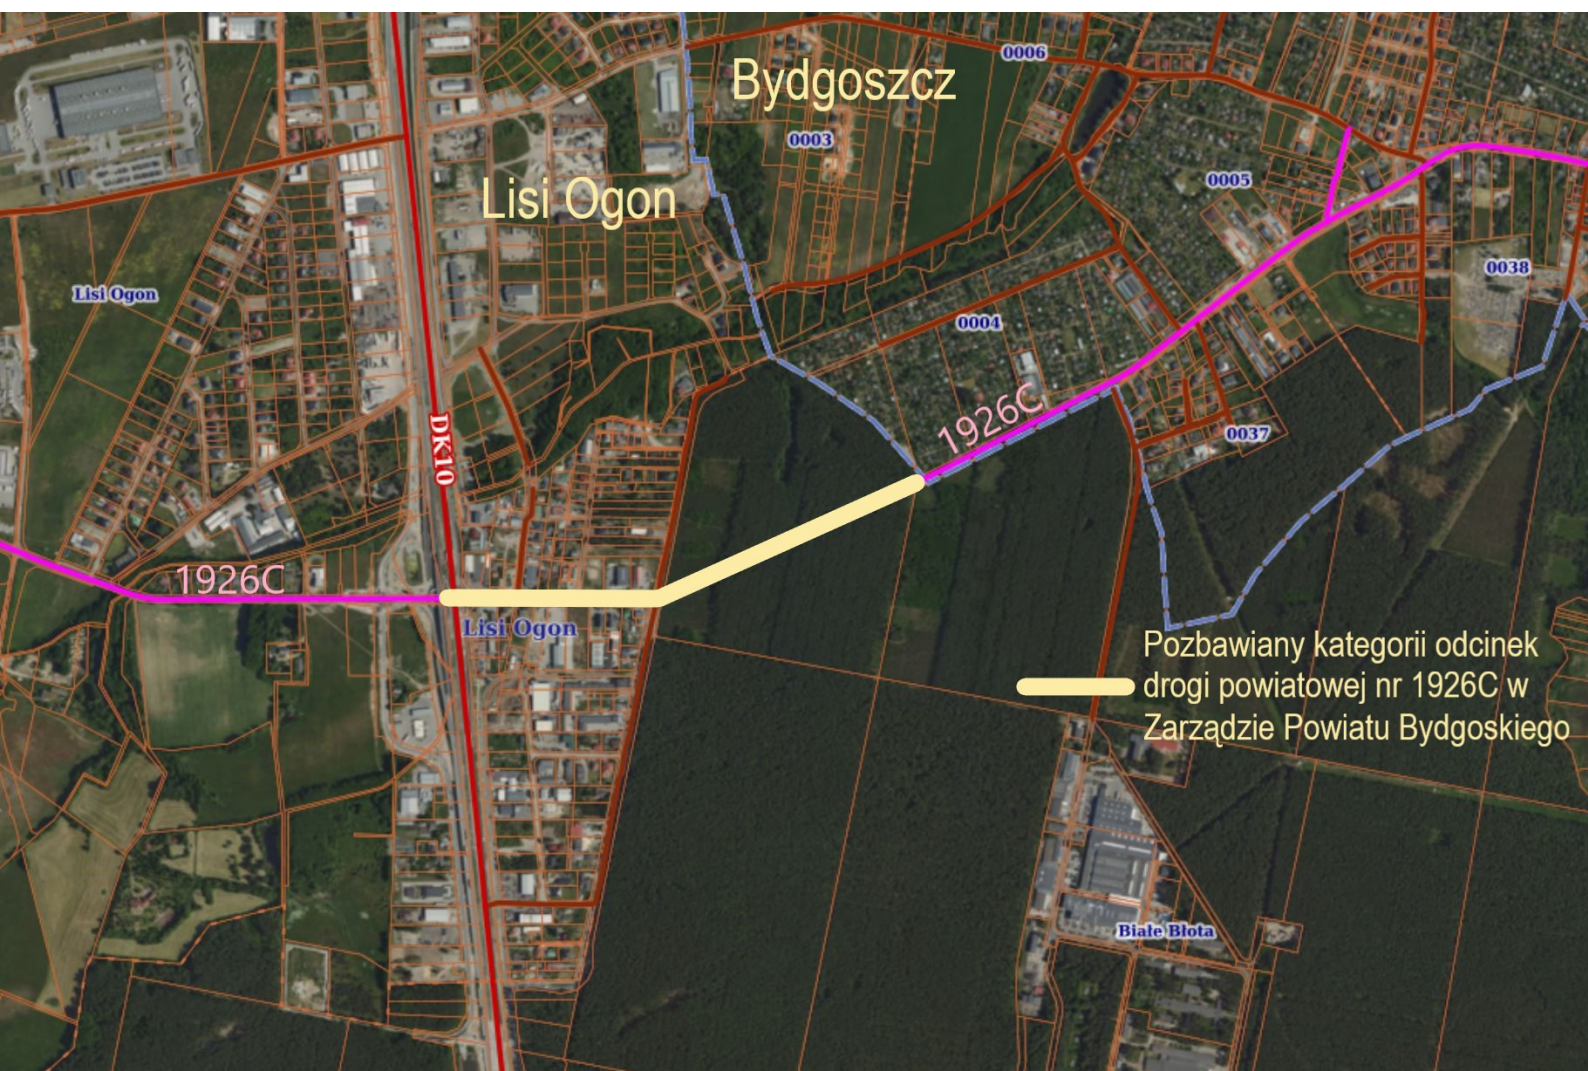 0006
Bydgoszcz
0003
0005
Lisi Ogon
0038
Lisi Ogon
0004
1926C
DK10
0037
1926C
Lisi Ogon
Pozbawiany kategorii odcinek
drogi powiatowej nr 1926C w
Zarządzie Powiatu Bydgoskiego
Białe Błota